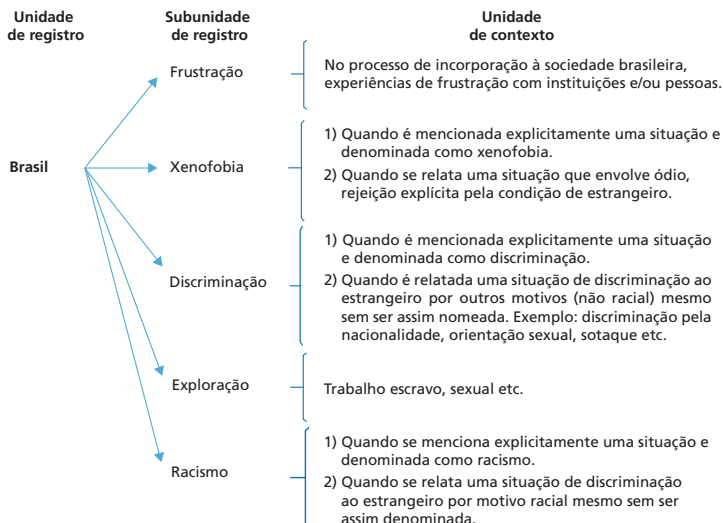 Unidade
de registro
Subunidade
de registro
Unidade
de contexto
Brasil
Frustração
No processo de incorporação à sociedade brasileira,
experiências de frustração com instituições e/ou pessoas.
Xenofobia
1) Quando é mencionada explicitamente uma situação e
denominada como xenofobia.
2) Quando se relata uma situação que envolve ódio,
rejeição explícita pela condição de estrangeiro.
Discriminação
1) Quando é mencionada explicitamente uma situação
e denominada como discriminação.
2) Quando é relatada uma situação de discriminação ao
estrangeiro por outros motivos (não racial) mesmo
sem ser assim nomeada. Exemplo: discriminação pela
nacionalidade, orientação sexual, sotaque etc.
Exploração
Trabalho escravo, sexual etc.
Racismo
1) Quando se menciona explicitamente uma situação e
denominada como racismo.
2) Quando se relata uma situação de discriminação
ao estrangeiro por motivo racial mesmo sem ser
assim denominada.